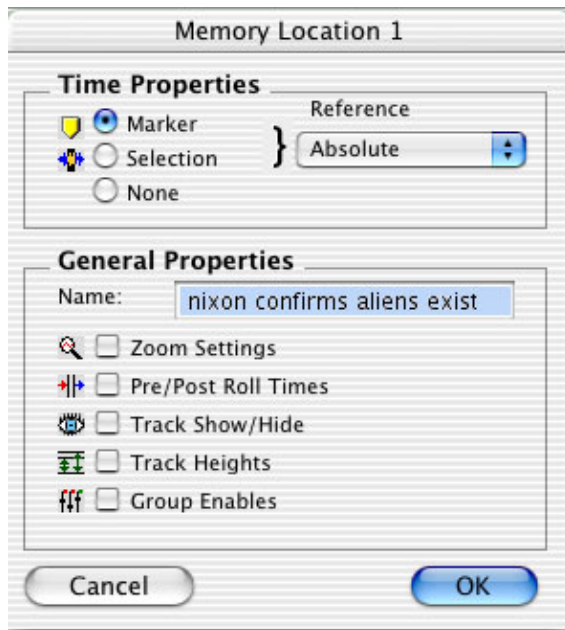 Memory Location 1
Time Properties
Reference
Marker
Selection
None
}
Absolute
General Properties
Name: nixon confirms aliens exist
Zoom Settings
Pre/Post Roll Times
Track Show/Hide
Track Heights
Group Enables
Cancel OK